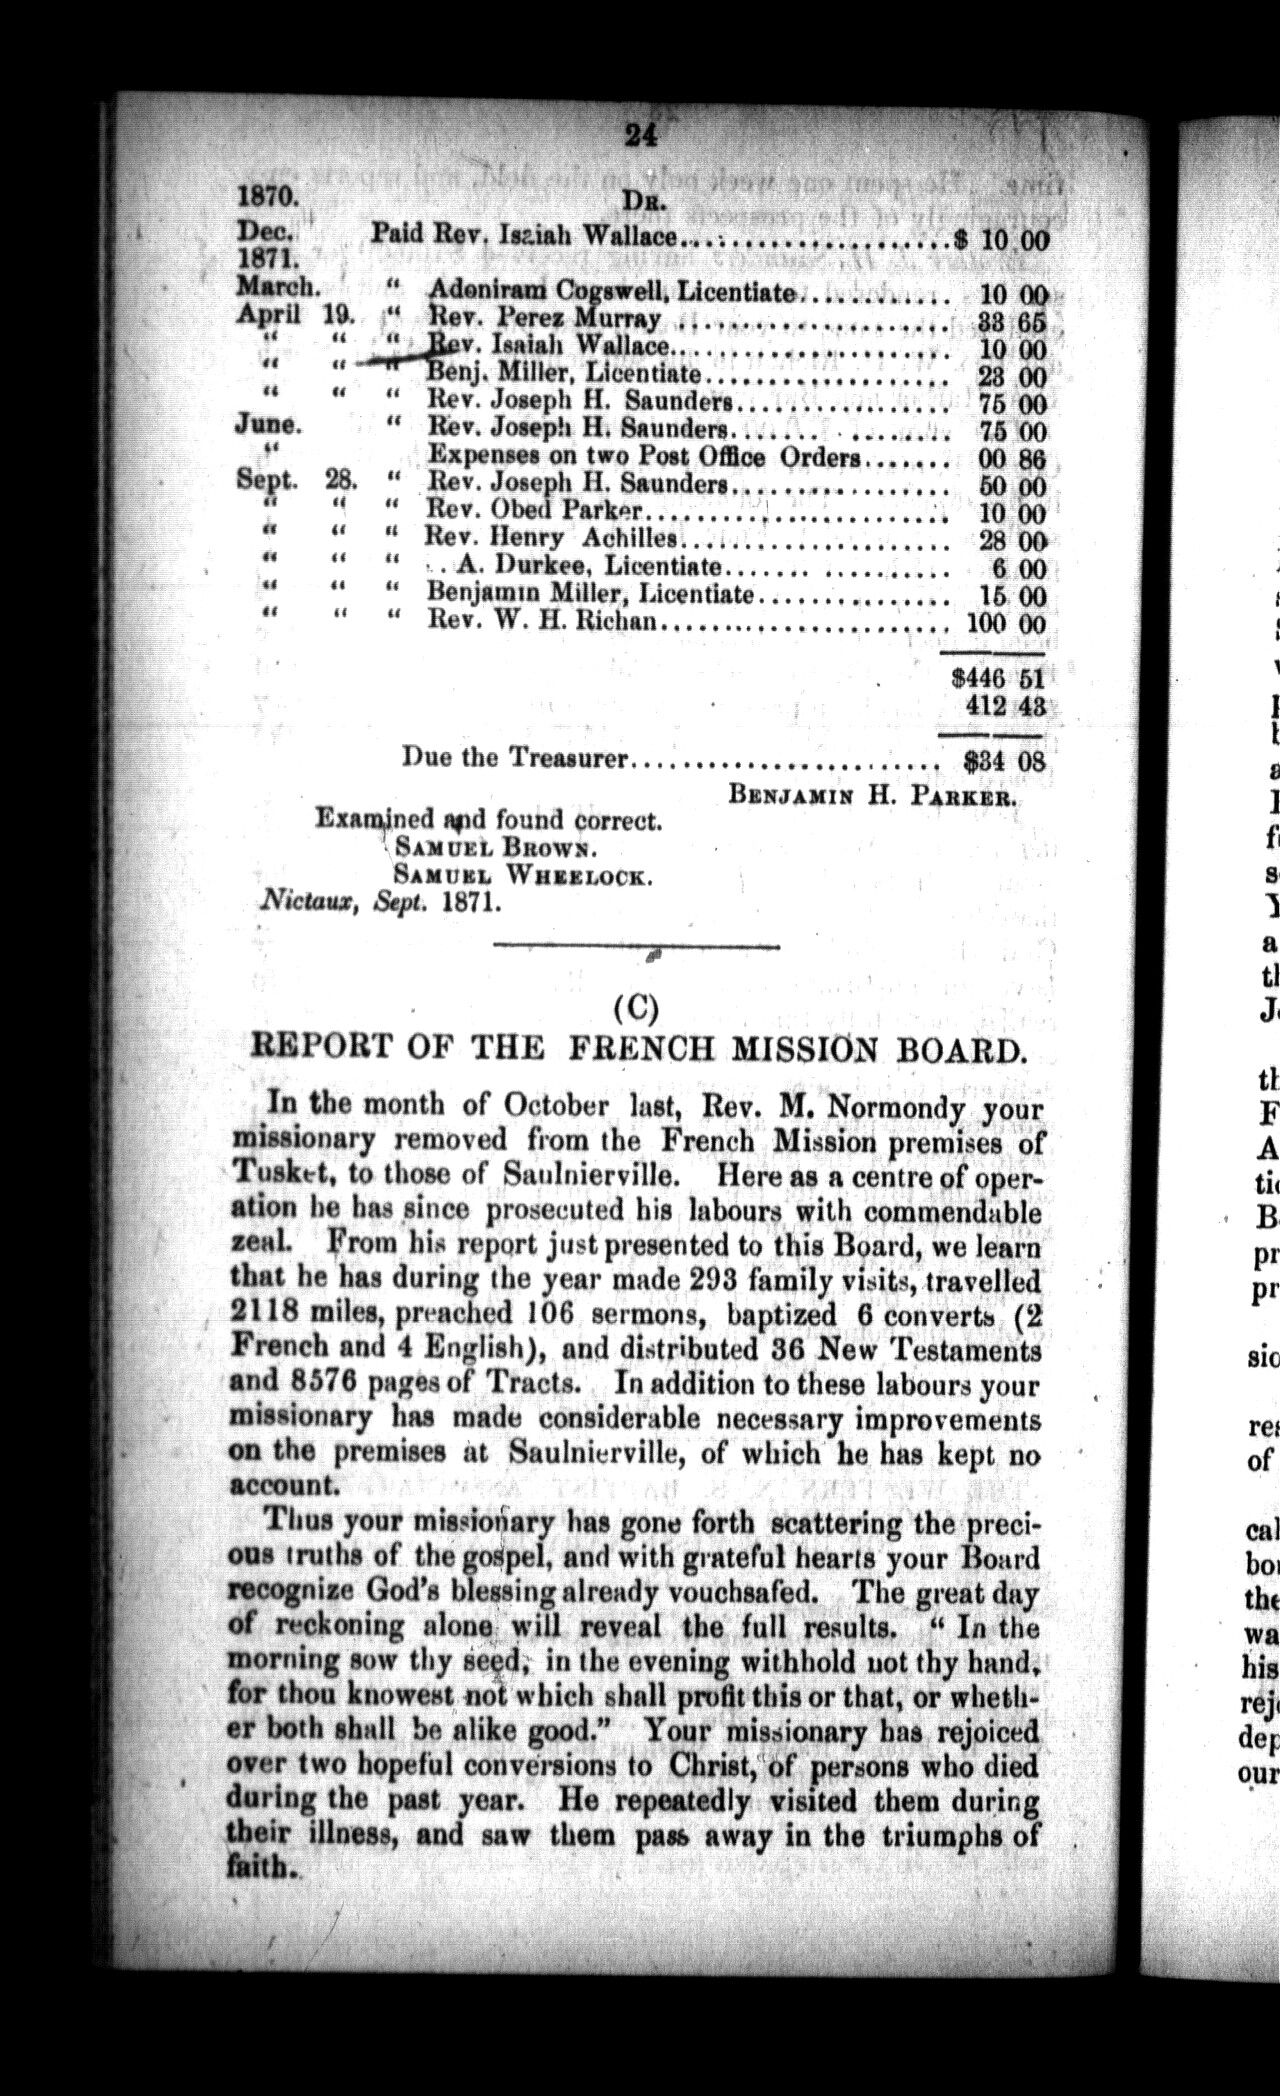 24
1870. DR.
Dec. Paid Rev. Isaiah Wallace.....................$ 10 00
1871.
March. “ Adoniram Cogswell, Licentiate............ 10 00
April 19. “ Rev. Perez Murray ..................... 33 65
“ “ “ Rev. Isaiah Wallace...................... 10 00
“ “ “ Benj. Miller, Licentiate................... 23 00
“ “ “ Rev. Joseph H. Saunders................. 75 00
June. “ Rev. Joseph H. Saunders................. 75 00
“ Expenses on two Post Office Orders....... 00 86
Sept. 28. “ Rev. Joseph H. Saunders................. 50 00
“ “ “ Rev. Obed Parker........................ 10 00
“ “ “ Rev. Henry Achilles..................... 28 00
“ “ “ A. Durkee, Licentiate.................. 6 00
“ “ “ Benjamin Miller, Licentiate............... 15 00
“ “ “ Rev. W. H. Richan...................... 100 00
$446 51
412 43
Due the Treasurer........................ $34 08
BENJAMIN H. PARKER.
Examined and found correct.
SAMUEL BROWN.
SAMUEL WHEELOCK.
Nictaux, Sept. 1871.
(C)
REPORT OF THE FRENCH MISSION BOARD.
In the month of October last, Rev. M. Normondy your
missionary removed from the French Mission premises of
Tusket, to those of Saulnierville. Here as a centre of oper-
ation he has since prosecuted his labours with commendable
zeal. From his report just presented to this Board, we learn
that he has during the year made 293 family visits, travelled
2118 miles, preached 106 sermons, baptized 6 converts (2
French and 4 English), and distributed 36 New Testaments
and 8576 pages of Tracts. In addition to these labours your
missionary has made considerable necessary improvements
on the premises at Saulnierville, of which he has kept no
account.
Thus your missionary has gone forth scattering the preci-
ous truths of the gospel, and with grateful hearts your Board
recognize God's blessing already vouchsafed. The great day
of reckoning alone will reveal the full results. “ In the
morning sow thy seed, in the evening withhold not thy hand,
for thou knowest not which shall profit this or that, or wheth-
er both shall be alike good.” Your missionary has rejoiced
over two hopeful conversions to Christ, of persons who died
during the past year. He repeatedly visited them during
their illness, and saw them pass away in the triumphs of
faith.